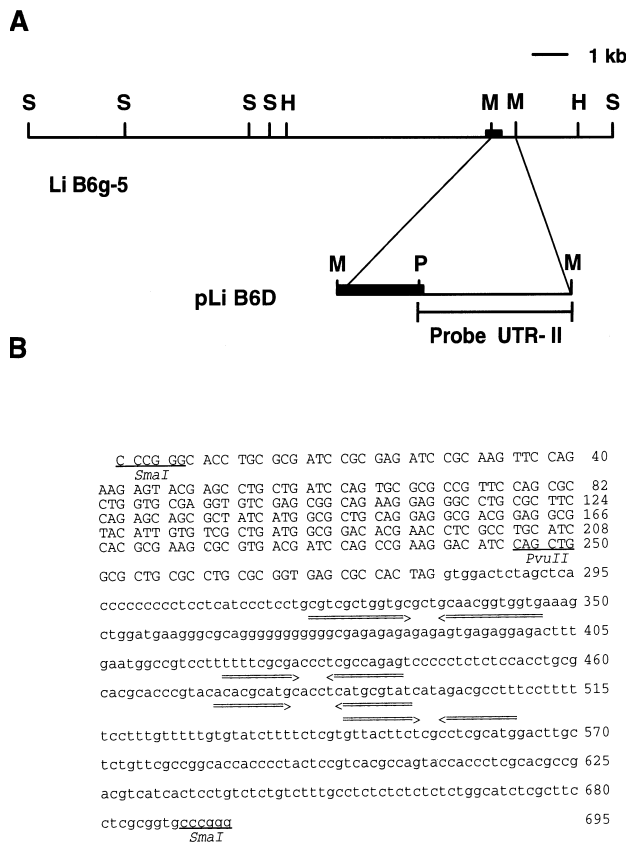 A
1 kb
S S S S H M M H S
Li B6g-5
M P M
pLi B6D
Probe UTR-II
B
C CCG GGC ACC TGC GCG ATC CGC GAG ATC CGC AAG TTC CAG 40
SmaI
AAG AGT ACG AGC CTG CTG ATC CAG TGC GCG CCG TTC CAG CGC 82
CTG GTG CGA GGT GTC GAG CGG CAG AAG GAG GGC CTG CGC TTC 124
CAG AGC AGC GCT ATC ATG GCG CTG CAG GAG GCG ACG GAG GCG 166
TAC ATT GTG TCG CTG ATG GCG GAC ACG AAC CTC GCC TGC ATC 208
CAC GCG AAG CGC GTG ACG ATC CAG CCG AAG GAC ATC CAG CTG 250
PvuII
GCG CTG CGC CTG CGC GGT GAG CGC CAC TAG gtggactctagctca 295
ccccccccctcctcatccctcctgcgtcgctggtgcgctgcaacggtggtgaaag 350
ctggatgaagggcgcaggggggggggcgagagagagagagtgagaggagactttt 405
gaatggccgtccttttttcgcgaccctcgccagagtcccccctctctccacctgcg 460
cacgcacccgtacacacgcatgcacctcatgcgtatcatagacgcctttccttttt 515
tcctttgtttttgtgtatcttttctcgtgttacttctcgcctcgcatggacttgc 570
tctgttcgccggcaccacccctactccgtcacgccagtaccaccctcgcacgccg 625
acgtcatcactcctgtctctgtctttgcctctctctctctctggcatctcgcttc 680
ctcgcggtgcccggg 695
SmaI